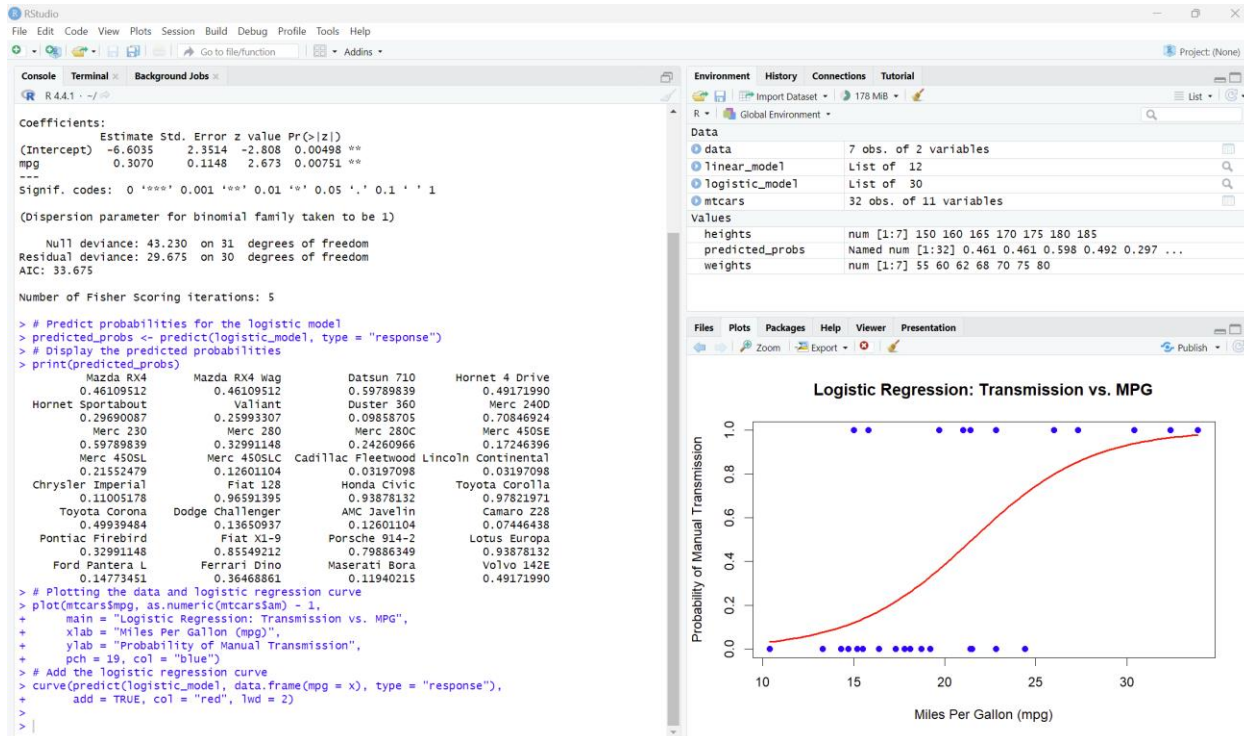 RStudio
File Edit Code View Plots Session Build Debug Profile Tools Help
Go to file/function Addins
Project: (None)
Console Terminal Background Jobs
R 4.4.1 · ~/
Coefficients:
            Estimate Std. Error z value Pr(>|z|)
(Intercept)  -6.6035     2.3514  -2.808  0.00498 **
mpg           0.3070     0.1148   2.673  0.00751 **
---
Signif. codes:  0 ‘***’ 0.001 ‘**’ 0.01 ‘*’ 0.05 ‘.’ 0.1 ‘ ’ 1
(Dispersion parameter for binomial family taken to be 1)
    Null deviance: 43.230  on 31  degrees of freedom
Residual deviance: 29.675  on 30  degrees of freedom
AIC: 33.675
Number of Fisher Scoring iterations: 5
> # Predict probabilities for the logistic model
> predicted_probs <- predict(logistic_model, type = "response")
> # Display the predicted probabilities
> print(predicted_probs)
Mazda RX4 Mazda RX4 Wag Datsun 710 Hornet 4 Drive
0.46109512 0.46109512 0.59789839 0.49171990
Hornet Sportabout Valiant Duster 360 Merc 240D
0.29690087 0.25993307 0.09858705 0.70846924
Merc 230 Merc 280 Merc 280C Merc 450SE
0.59789839 0.32991148 0.24260966 0.17246396
Merc 450SL Merc 450SLC Cadillac Fleetwood Lincoln Continental
0.21552479 0.12601104 0.03197098 0.03197098
Chrysler Imperial Fiat 128 Honda Civic Toyota Corolla
0.11005178 0.96591395 0.93878132 0.97821971
Toyota Corona Dodge Challenger AMC Javelin Camaro Z28
0.49939484 0.13650937 0.12601104 0.07446438
Pontiac Firebird Fiat X1-9 Porsche 914-2 Lotus Europa
0.32991148 0.85549212 0.79886349 0.93878132
Ford Pantera L Ferrari Dino Maserati Bora Volvo 142E
0.14773451 0.36468861 0.11940215 0.49171990
> # Plotting the data and logistic regression curve
> plot(mtcars$mpg, as.numeric(mtcars$am) - 1,
+      main = "Logistic Regression: Transmission vs. MPG",
+      xlab = "Miles Per Gallon (mpg)",
+      ylab = "Probability of Manual Transmission",
+      pch = 19, col = "blue")
> # Add the logistic regression curve
> curve(predict(logistic_model, data.frame(mpg = x), type = "response"),
+       add = TRUE, col = "red", lwd = 2)
>
>
Environment History Connections Tutorial
Import Dataset 178 MiB List
R Global Environment
Data
data 7 obs. of 2 variables
linear_model List of 12
logistic_model List of 30
mtcars 32 obs. of 11 variables
Values
heights num [1:7] 150 160 165 170 175 180 185
predicted_probs Named num [1:32] 0.461 0.461 0.598 0.492 0.297 ...
weights num [1:7] 55 60 62 68 70 75 80
Files Plots Packages Help Viewer Presentation
Zoom Export Publish
Logistic Regression: Transmission vs. MPG
Probability of Manual Transmission
1.0
0.8
0.6
0.4
0.2
0.0
10 15 20 25 30
Miles Per Gallon (mpg)